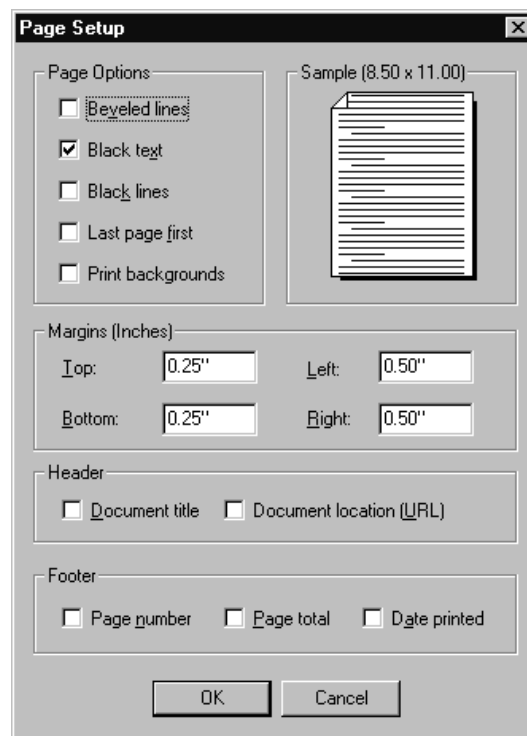 Page Setup
Page Options
Beveled lines
Black text
Black lines
Last page first
Print backgrounds
Sample (8.50 x 11.00)
Margins (Inches)
Top: 0.25" Left: 0.50"
Bottom: 0.25" Right: 0.50"
Header
Document title Document location (URL)
Footer
Page number Page total Date printed
OK Cancel